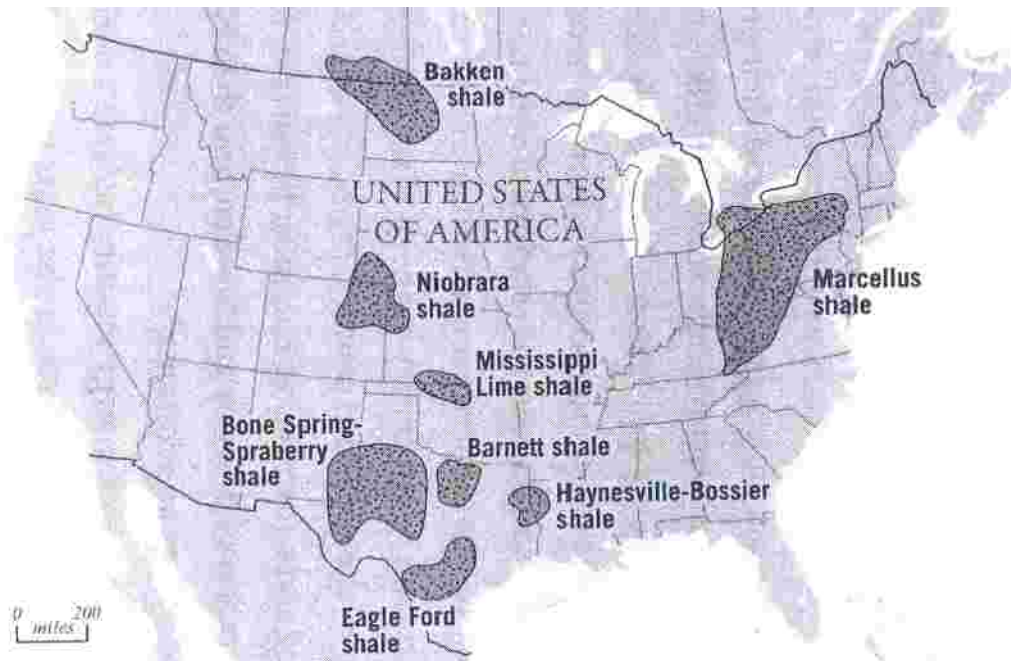 Bakken
shale
UNITED STATES
OF AMERICA
Niobrara
shale
Marcellus
shale
Mississippi
Lime shale
Bone Spring-
Spraberry
shale
Barnett shale
Haynesville-Bossier
shale
Eagle Ford
shale
0 200
miles